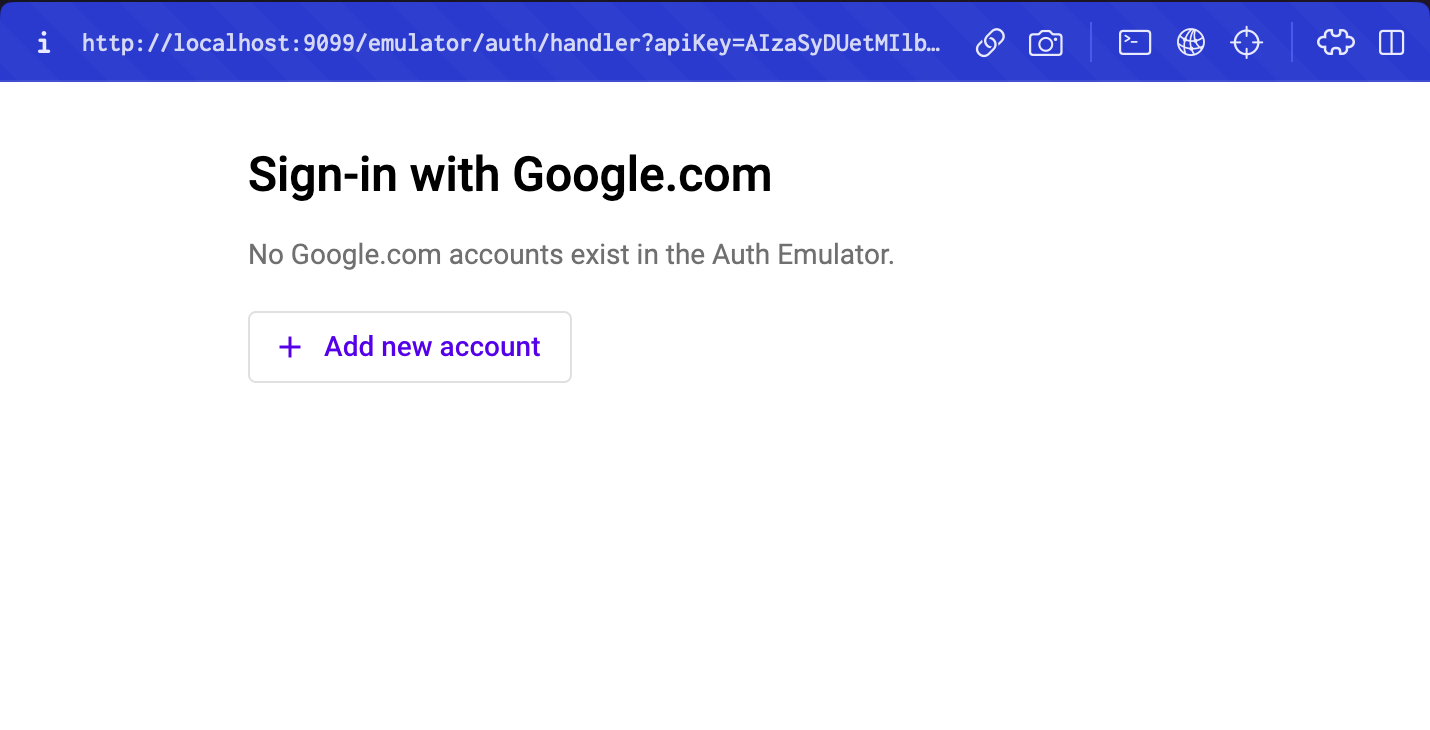 i http://localhost:9099/emulator/auth/handler?apiKey=AIzaSyDUetMIlb…
Sign-in with Google.com
No Google.com accounts exist in the Auth Emulator.
+ Add new account